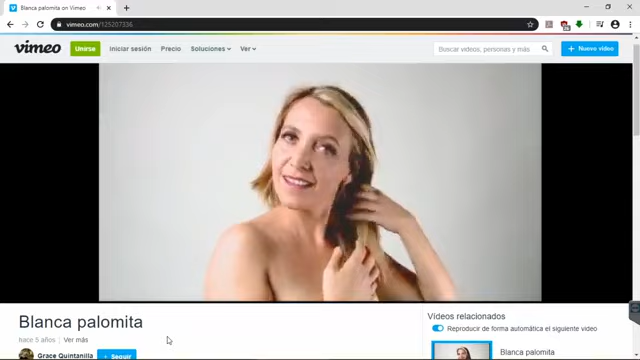 Blanca palomita on Vimeo
vimeo.com/125207336
vimeo
Unirse
Iniciar sesión
Precio
Soluciones
Ver
Buscar videos, personas y más
+ Nuevo video
Blanca palomita
hace 5 años
Ver más
Grace Quintanilla
+ Seguir
Vídeos relacionados
Reproducir de forma automática el siguiente video
Blanca palomita